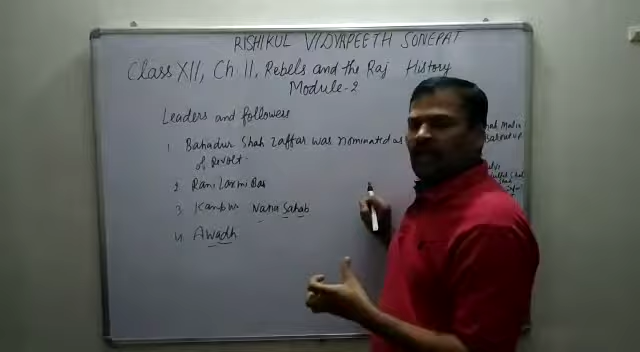 RISHIKUL VIDYAPEETH SONEPAT
Class XII, Ch 11, Rebels and the Raj History
Module-2
Leaders and followers
1. Bahadur Shah Zaffar was nominated as
of Revolt.
2. Rani Laxmi Bai
3. Kanpur Nana Sahab
4. Awadh